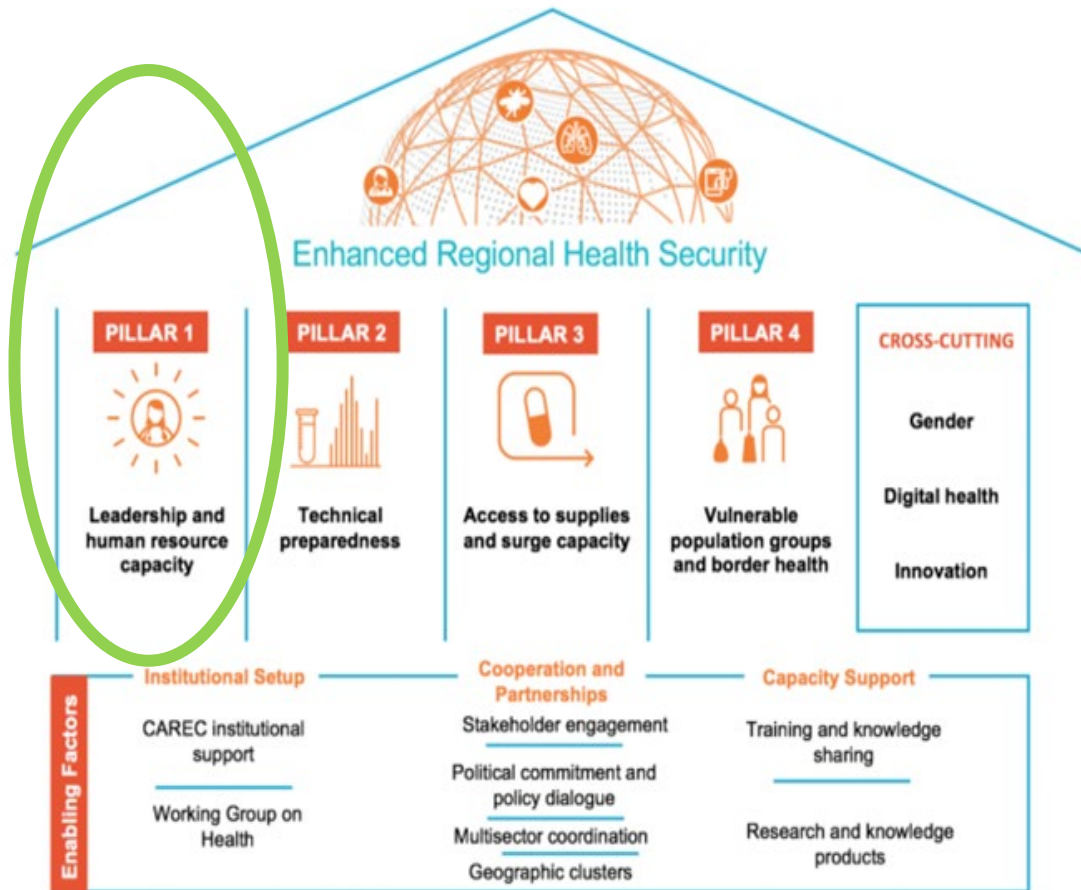 Enhanced Regional Health Security
PILLAR 1
Leadership and
human resource
capacity
PILLAR 2
Technical
preparedness
PILLAR 3
Access to supplies
and surge capacity
PILLAR 4
Vulnerable
population groups
and border health
CROSS-CUTTING
Gender
Digital health
Innovation
Enabling Factors
Institutional Setup
CAREC institutional
support
Working Group on
Health
Cooperation and
Partnerships
Stakeholder engagement
Political commitment and
policy dialogue
Multisector coordination
Geographic clusters
Capacity Support
Training and knowledge
sharing
Research and knowledge
products